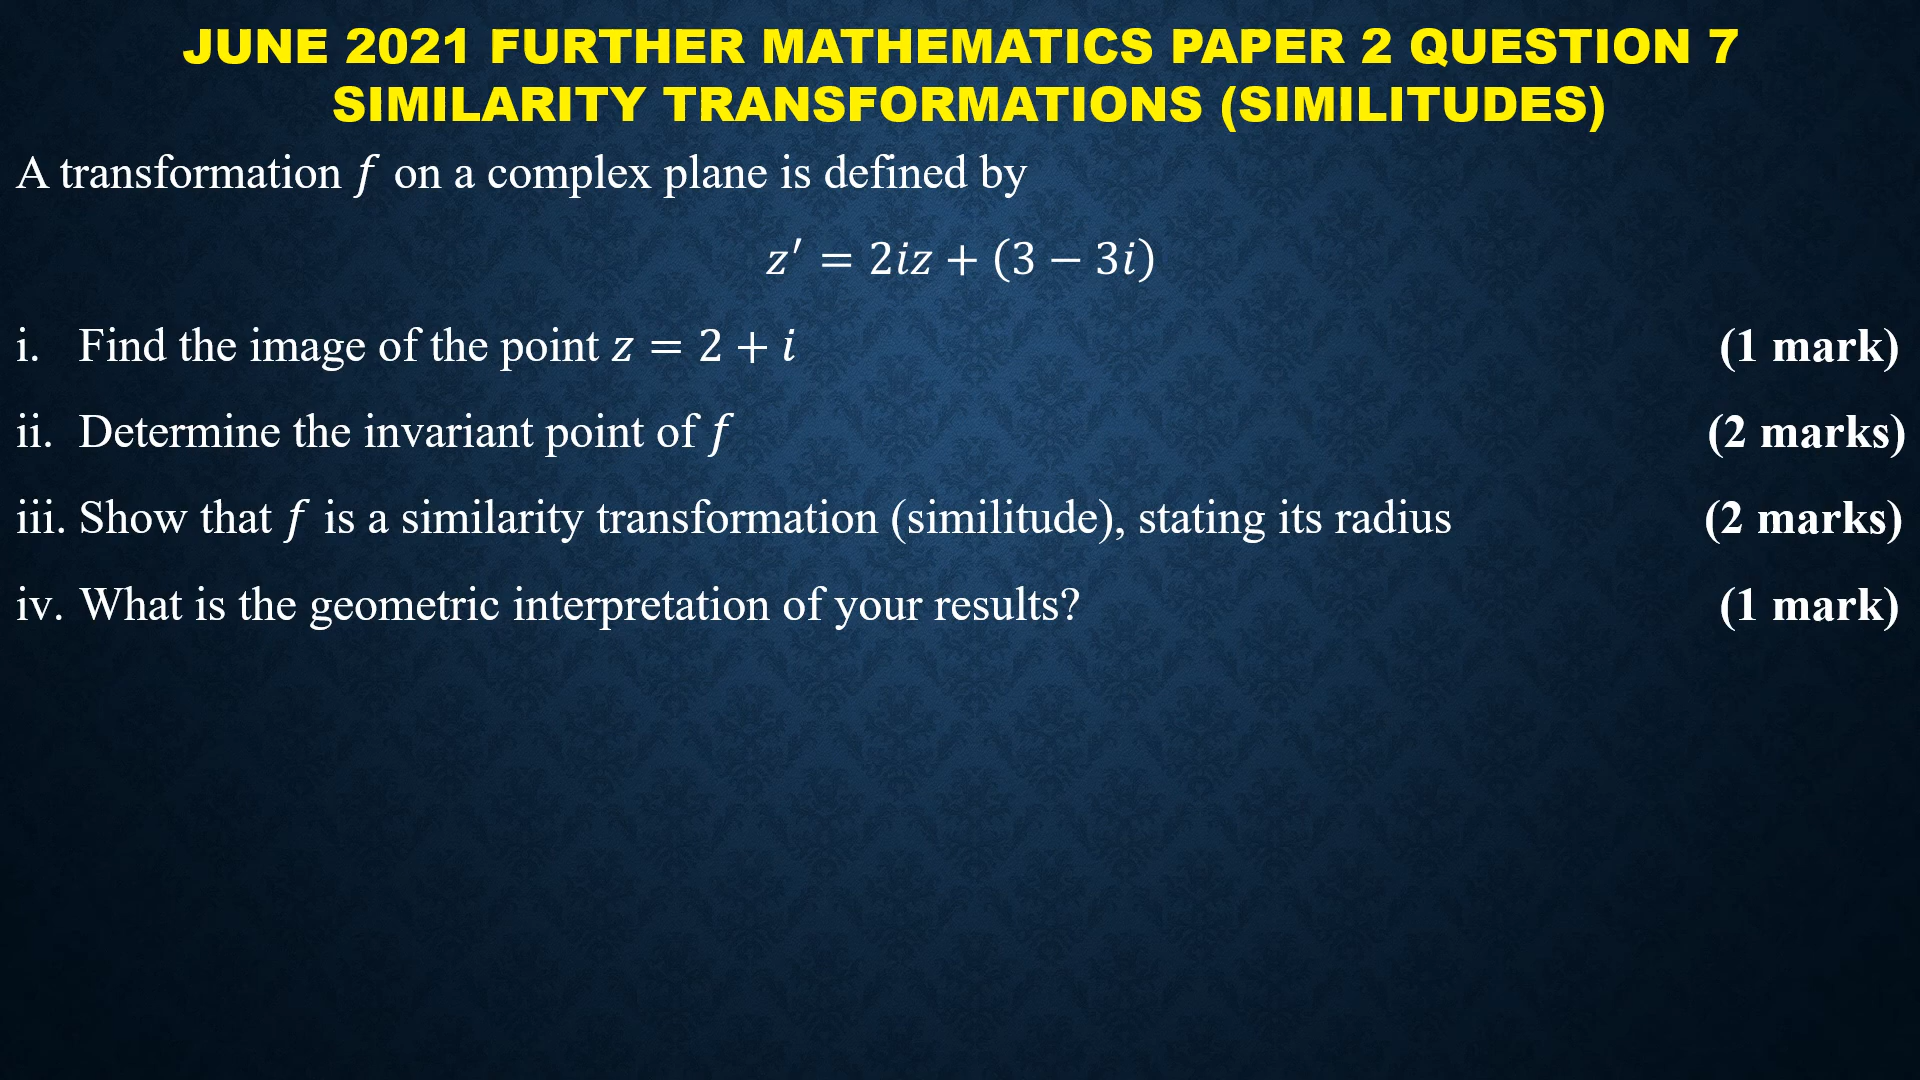 JUNE 2021 FURTHER MATHEMATICS PAPER 2 QUESTION 7
SIMILARITY TRANSFORMATIONS (SIMILITUDES)
A transformation 𝑓 on a complex plane is defined by
𝑧′ = 2𝑖𝑧 + (3 − 3𝑖)
i. Find the image of the point 𝑧 = 2 + 𝑖 (1 mark)
ii. Determine the invariant point of 𝑓 (2 marks)
iii. Show that 𝑓 is a similarity transformation (similitude), stating its radius (2 marks)
iv. What is the geometric interpretation of your results? (1 mark)